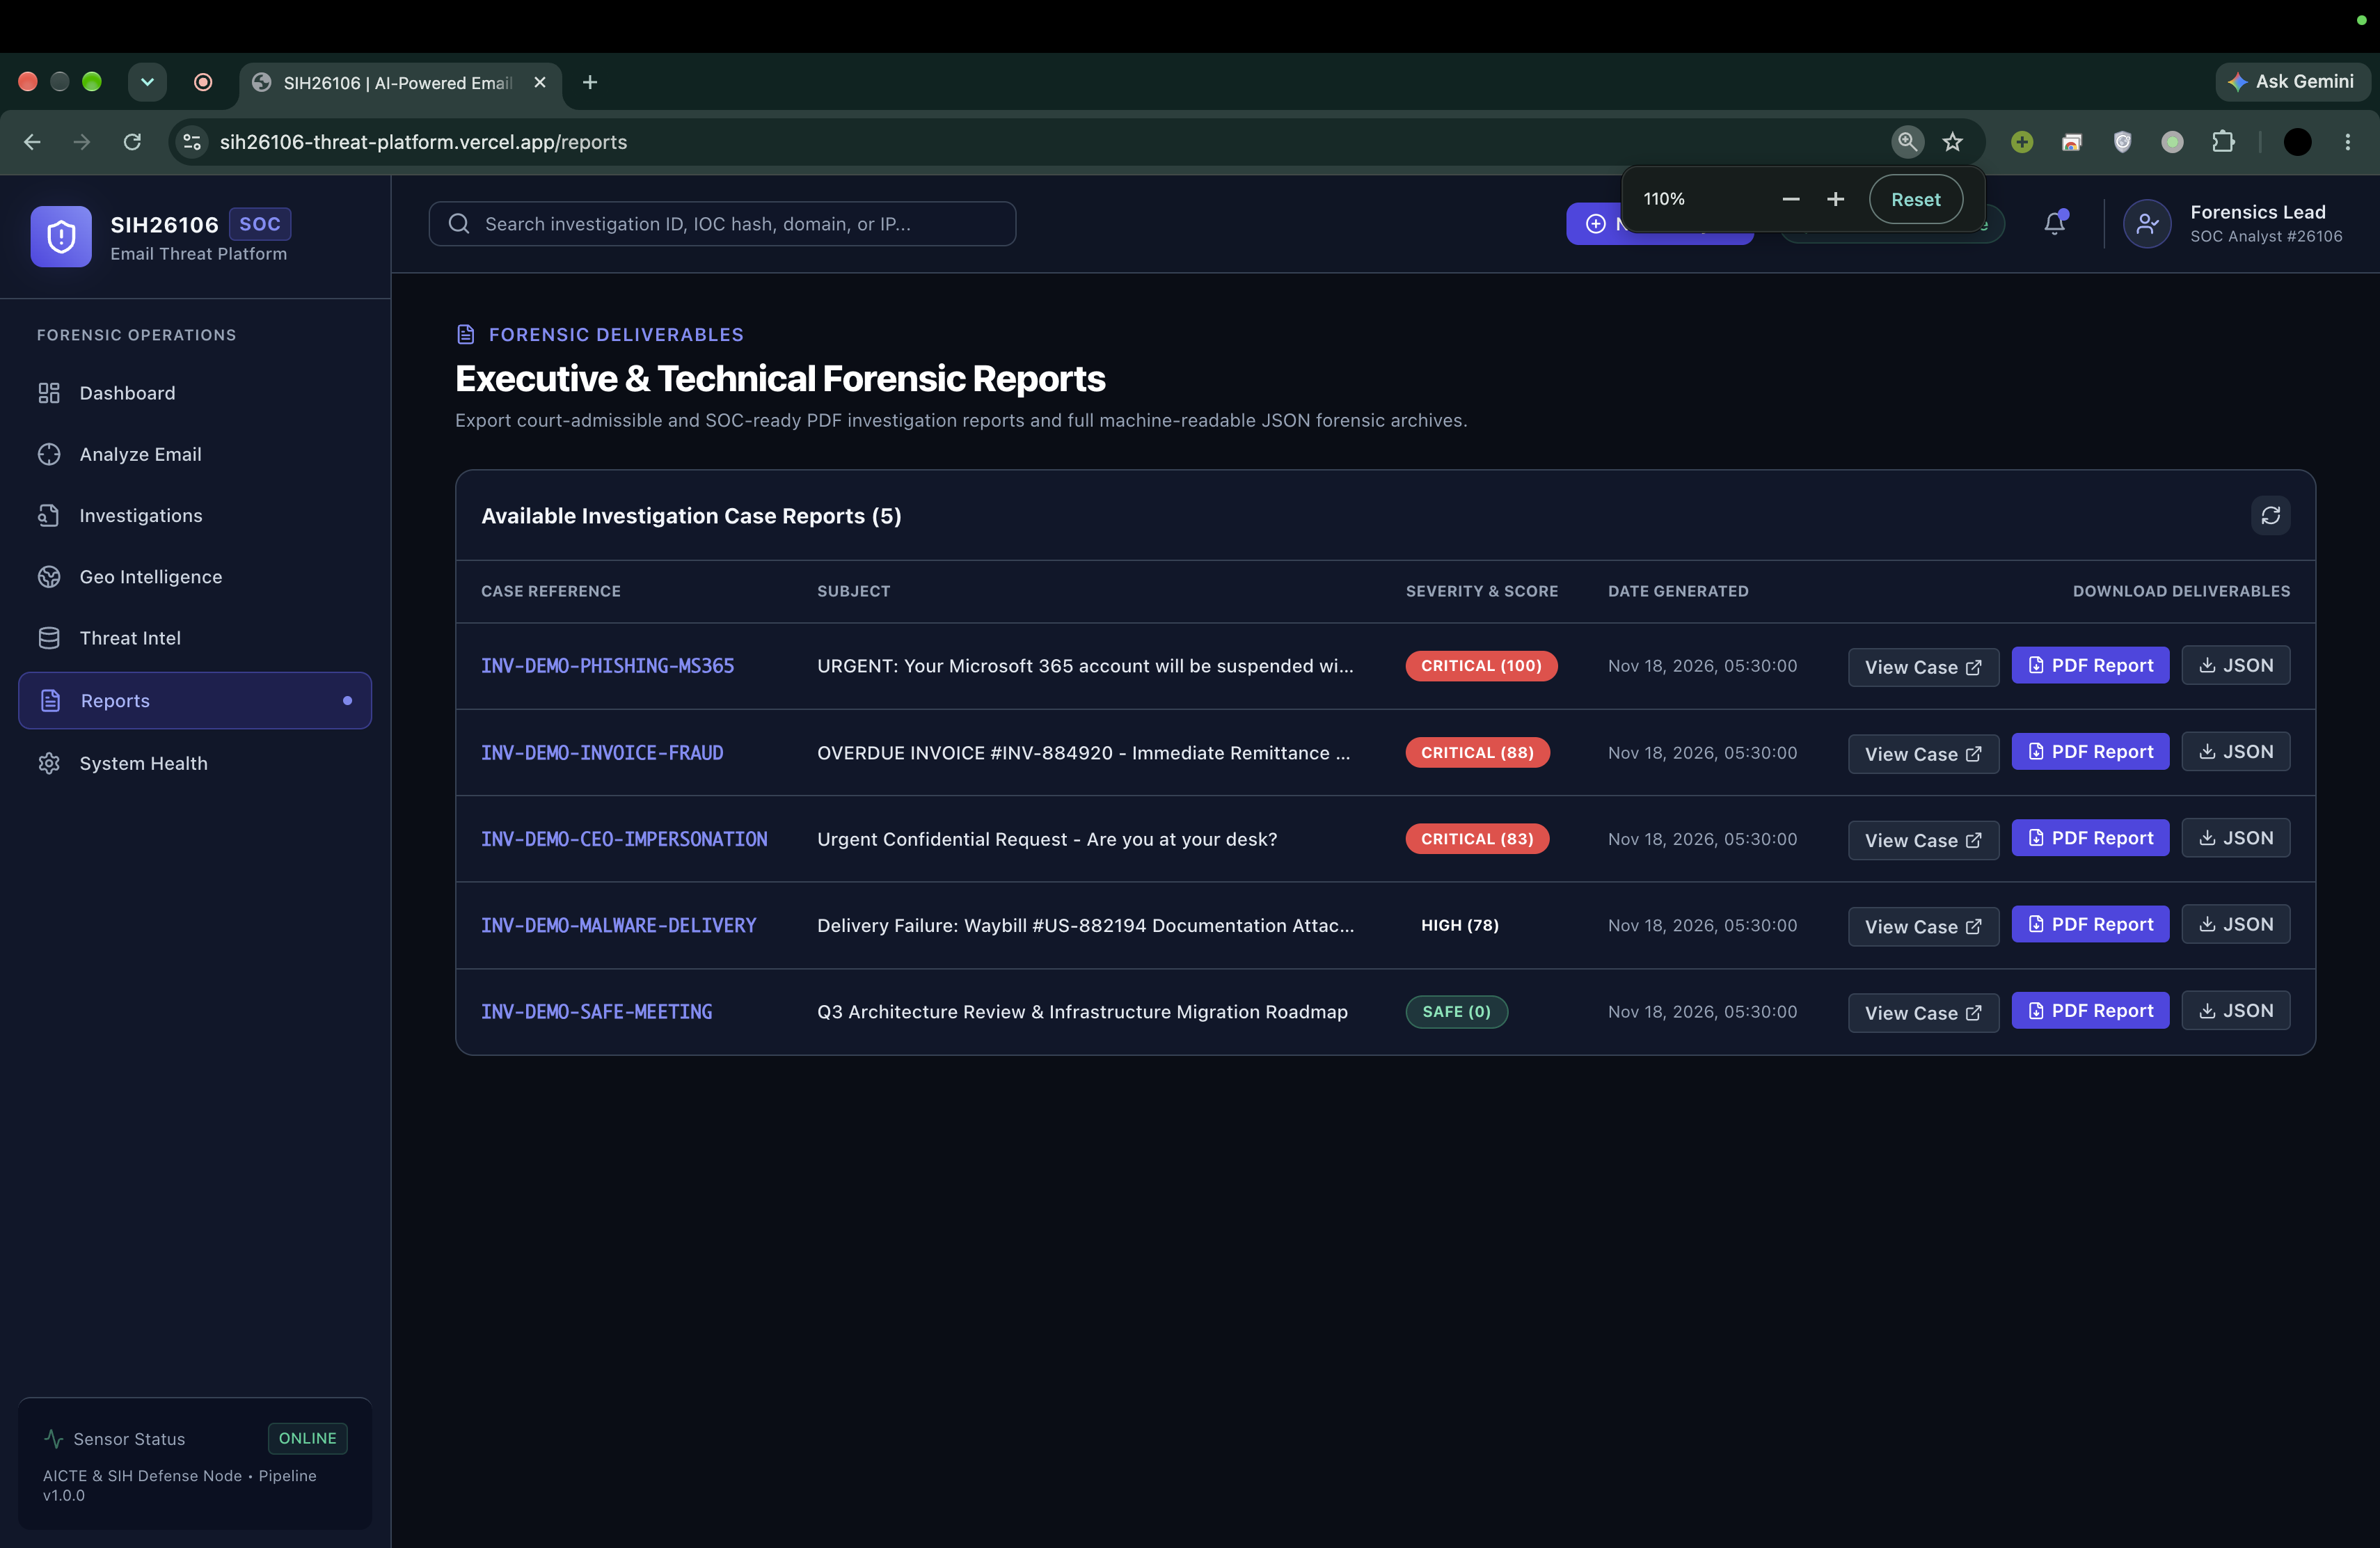 SIH26106 | AI-Powered Email
Ask Gemini
sih26106-threat-platform.vercel.app/reports
110%
Reset
SIH26106 SOC
Email Threat Platform
Search investigation ID, IOC hash, domain, or IP...
Forensics Lead
SOC Analyst #26106
FORENSIC OPERATIONS
Dashboard
Analyze Email
Investigations
Geo Intelligence
Threat Intel
Reports
System Health
Sensor Status ONLINE
AICTE & SIH Defense Node • Pipeline
v1.0.0
FORENSIC DELIVERABLES
Executive & Technical Forensic Reports
Export court-admissible and SOC-ready PDF investigation reports and full machine-readable JSON forensic archives.
Available Investigation Case Reports (5)
CASE REFERENCE SUBJECT SEVERITY & SCORE DATE GENERATED DOWNLOAD DELIVERABLES
INV-DEMO-PHISHING-MS365 URGENT: Your Microsoft 365 account will be suspended wi... CRITICAL (100) Nov 18, 2026, 05:30:00 View Case PDF Report JSON
INV-DEMO-INVOICE-FRAUD OVERDUE INVOICE #INV-884920 - Immediate Remittance ... CRITICAL (88) Nov 18, 2026, 05:30:00 View Case PDF Report JSON
INV-DEMO-CEO-IMPERSONATION Urgent Confidential Request - Are you at your desk? CRITICAL (83) Nov 18, 2026, 05:30:00 View Case PDF Report JSON
INV-DEMO-MALWARE-DELIVERY Delivery Failure: Waybill #US-882194 Documentation Attac... HIGH (78) Nov 18, 2026, 05:30:00 View Case PDF Report JSON
INV-DEMO-SAFE-MEETING Q3 Architecture Review & Infrastructure Migration Roadmap SAFE (0) Nov 18, 2026, 05:30:00 View Case PDF Report JSON